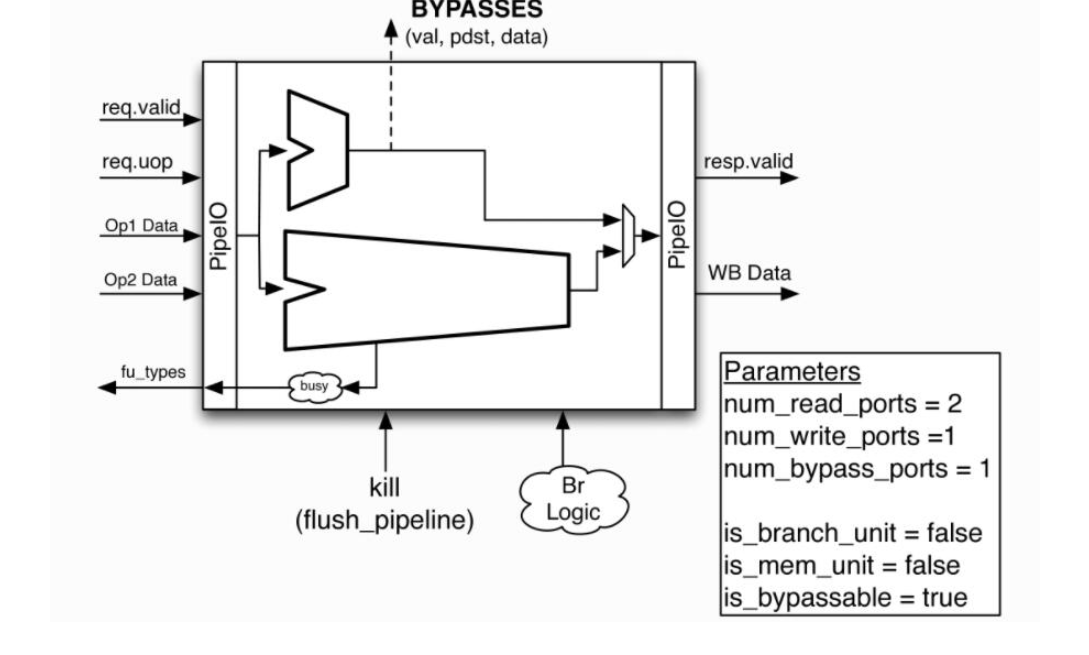 BYPASSES
(val, pdst, data)
req.valid
req.uop
Op1 Data
Op2 Data
fu_types
PipeIO
busy
PipeIO
resp.valid
WB Data
kill
(flush_pipeline)
Br
Logic
Parameters
num_read_ports = 2
num_write_ports =1
num_bypass_ports = 1
is_branch_unit = false
is_mem_unit = false
is_bypassable = true